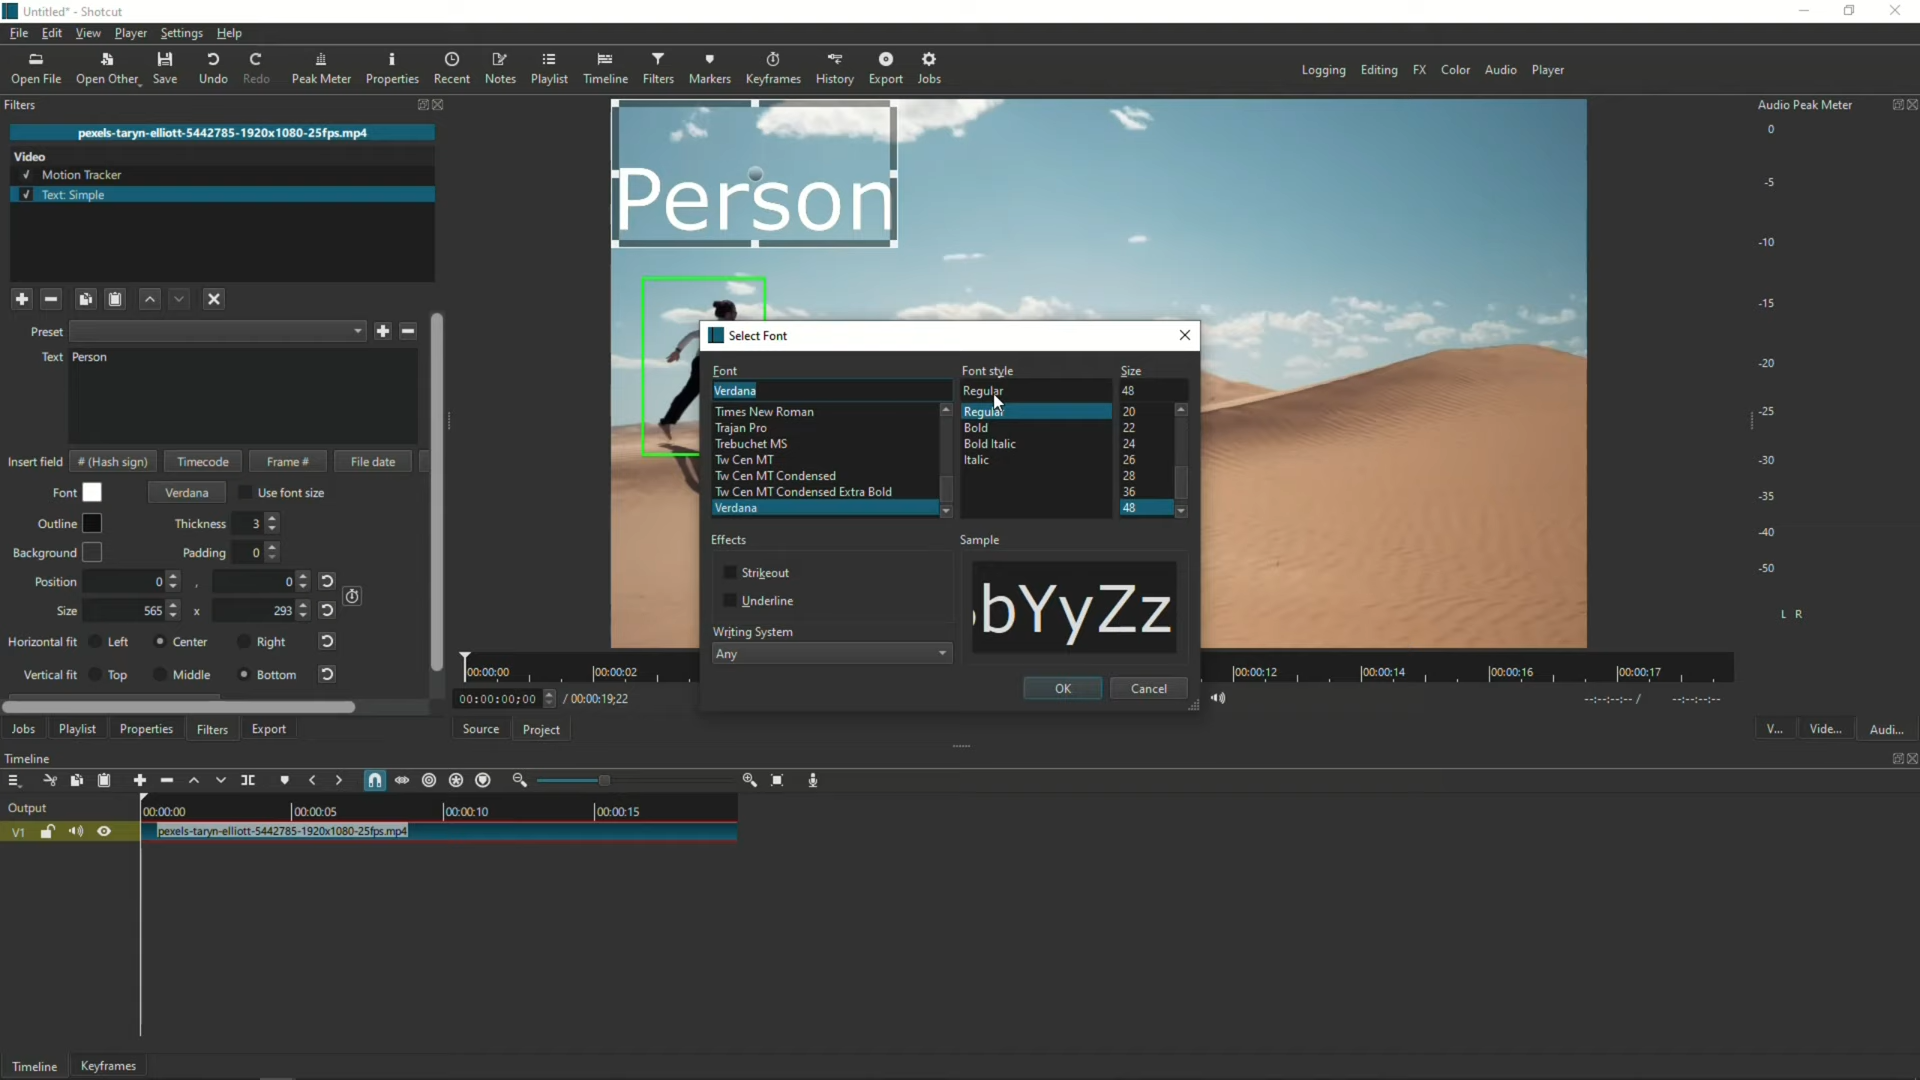 Untitled* - Shotcut
File Edit View Player Settings Help
Open File Open Other Save Undo Redo Peak Meter Properties Recent Notes Playlist Timeline Filters Markers Keyframes History Export Jobs
Logging Editing FX Color Audio Player
Filters
pexels-taryn-elliott-5442785-1920x1080-25fps.mp4
Video
✓ Motion Tracker
✓ Text: Simple
Preset
Text Person
Insert field # (Hash sign) Timecode Frame # File date
Font Verdana Use font size
Outline Thickness 3
Background Padding 0
Position 0 , 0
Size 565 x 293
Horizontal fit Left Center Right
Vertical fit Top Middle Bottom
Jobs Playlist Properties Filters Export
Person
Select Font
Font Font style Size
Verdana Regular 48
Times New Roman Regular 20
Trajan Pro Bold 22
Trebuchet MS Bold Italic 24
Tw Cen MT Italic 26
Tw Cen MT Condensed 28
Tw Cen MT Condensed Extra Bold 36
Verdana 48
Effects Sample
Strikeout
Underline
bYyZz
Writing System
Any
OK Cancel
00:00:00 00:00:02 00:00:12 00:00:14 00:00:16 00:00:17
00:00:00;00 / 00:00:19;22 --:--:--:-- / --:--:--:--
Source Project
Audio Peak Meter
0
-5
-10
-15
-20
-25
-30
-35
-40
-50
L R
V... Vide... Audi...
Timeline
Output 00:00:00 00:00:05 00:00:10 00:00:15
V1 pexels-taryn-elliott-5442785-1920x1080-25fps.mp4
Timeline Keyframes